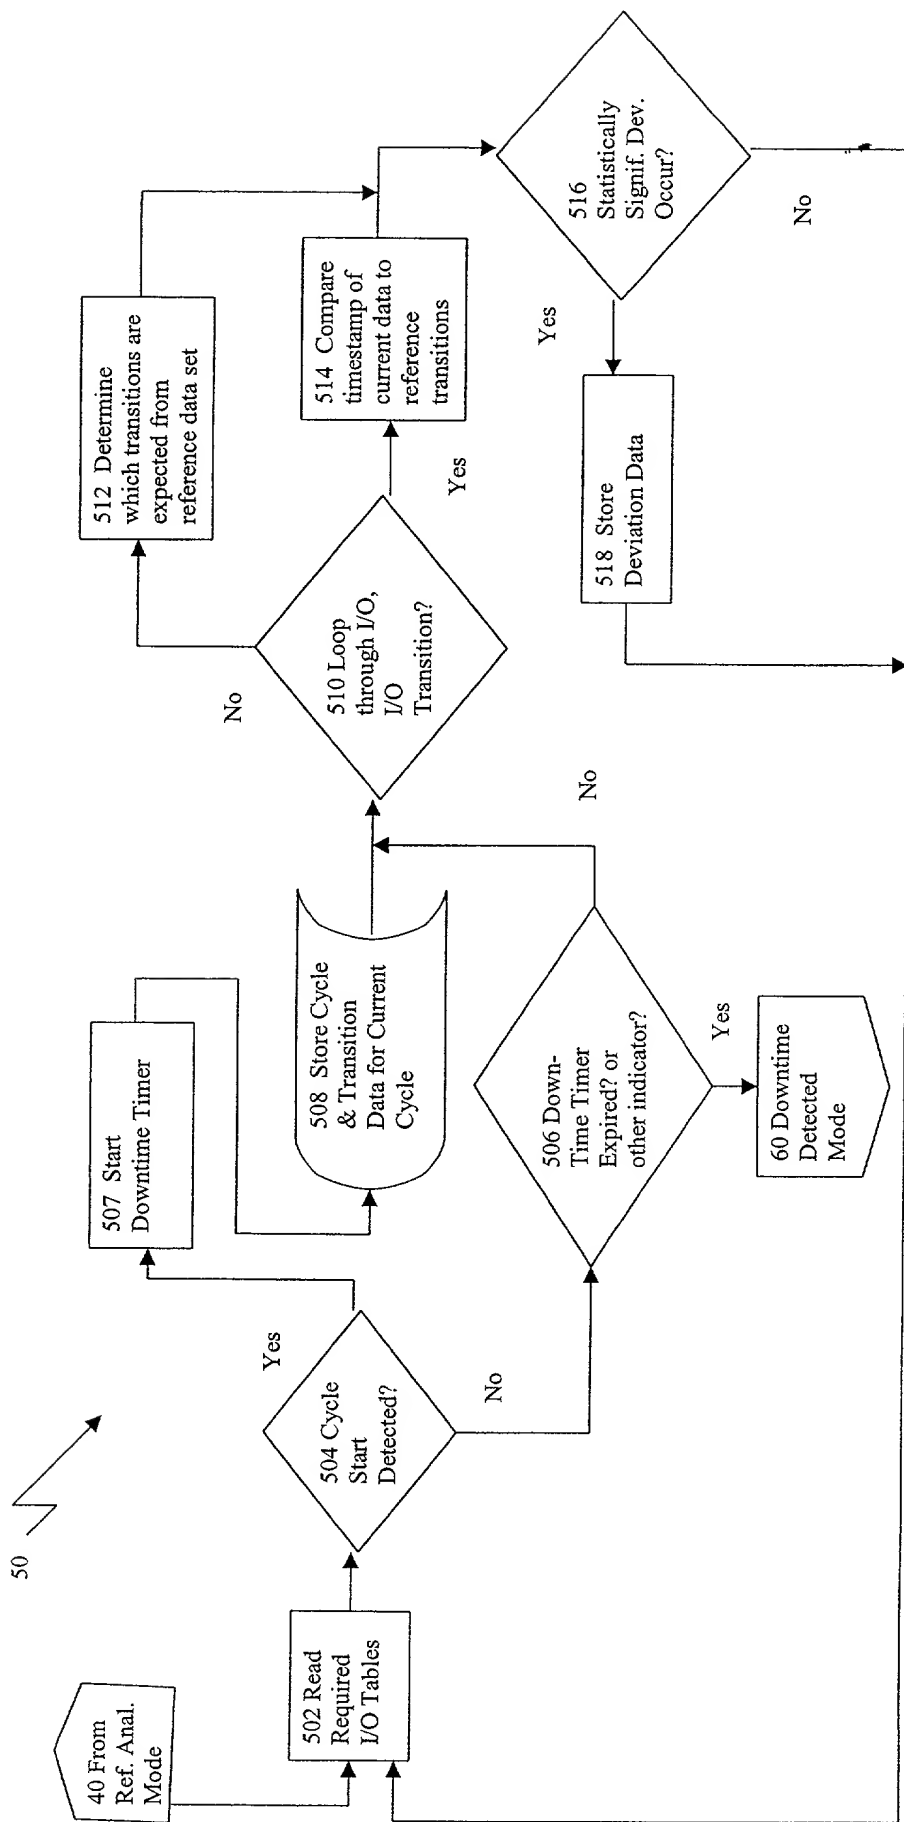 50
40 From
Ref. Anal.
Mode
502 Read
Required
I/O Tables
504 Cycle
Start
Detected?
Yes
No
507 Start
Downtime Timer
508 Store Cycle
& Transition
Data for Current
Cycle
506 Down-
Time Timer
Expired? or
other indicator?
Yes
No
60 Downtime
Detected
Mode
510 Loop
through I/O,
I/O
Transition?
No
Yes
512 Determine
which transitions are
expected from
reference data set
514 Compare
timestamp of
current data to
reference
transitions
516
Statistically
Signif. Dev.
Occur?
Yes
No
518 Store
Deviation Data